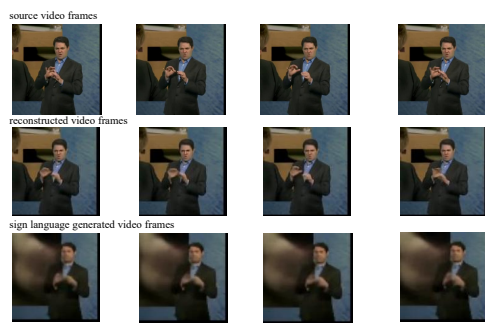 source video frames
reconstructed video frames
sign language generated video frames